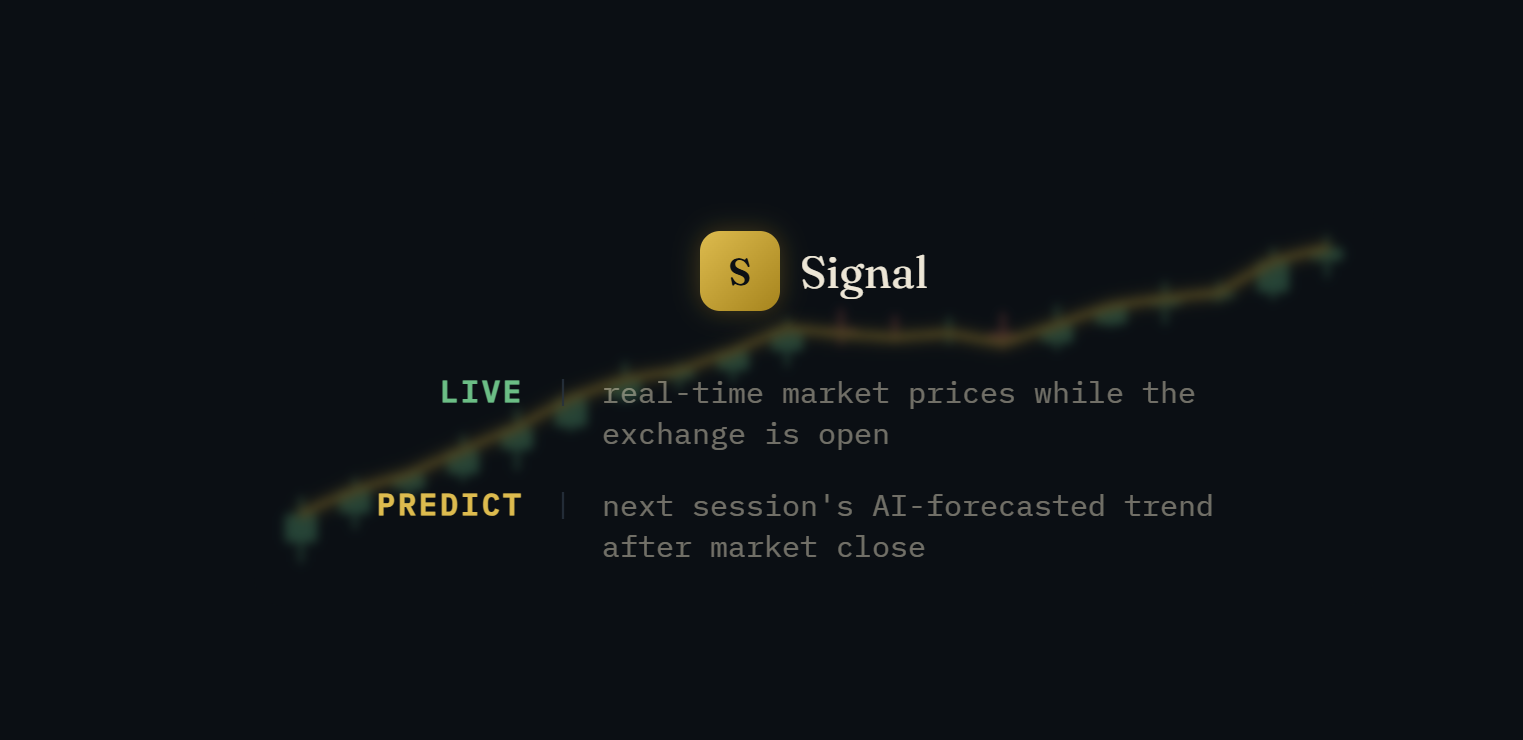 S
Signal
LIVE
real-time market prices while the
exchange is open
PREDICT
next session's AI-forecasted trend
after market close